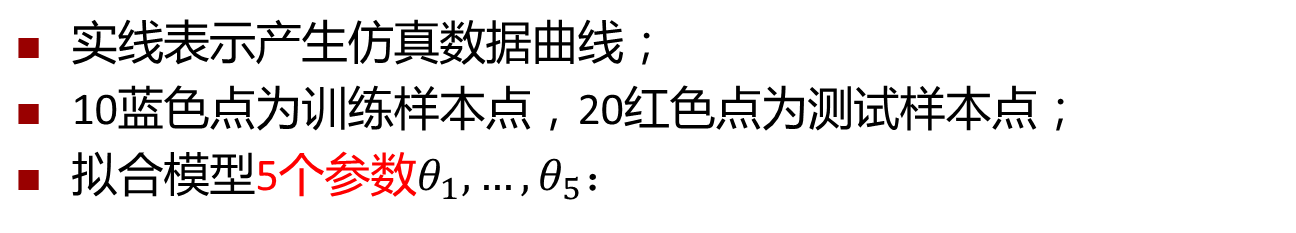 ■ 实线表示产生仿真数据曲线；
■ 10蓝色点为训练样本点，20红色点为测试样本点；
■ 拟合模型5个参数𝜃₁, … , 𝜃₅：